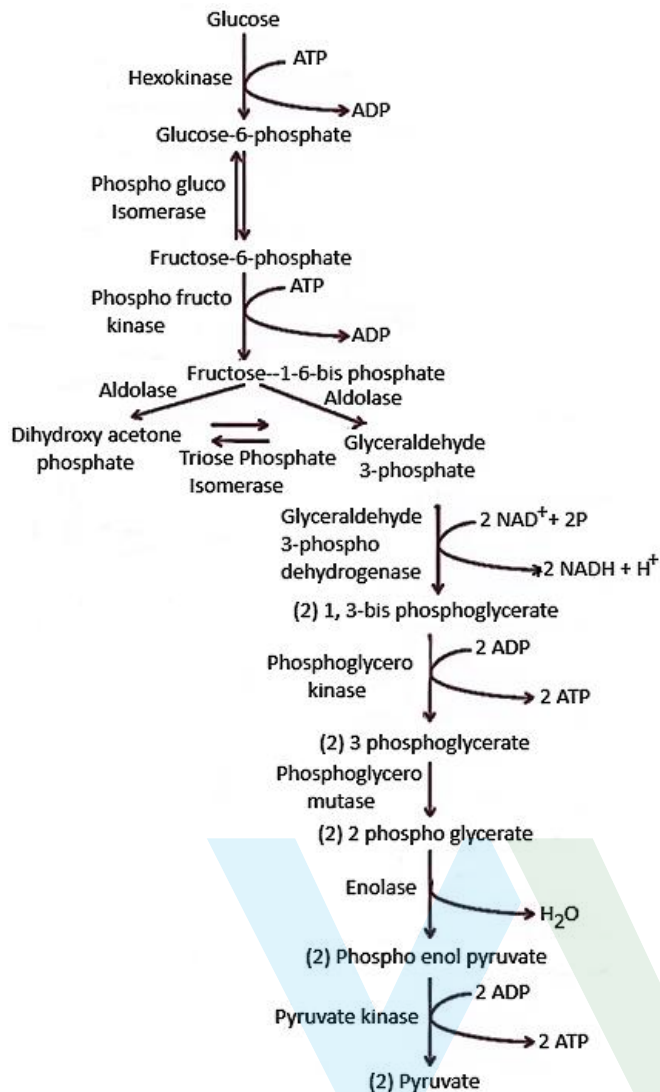 Glucose
ATP
Hexokinase
ADP
Glucose-6-phosphate
Phospho gluco
Isomerase
Fructose-6-phosphate
ATP
Phospho fructo
kinase
ADP
Fructose--1-6-bis phosphate
Aldolase
Aldolase
Dihydroxy acetone
phosphate
Triose Phosphate
Isomerase
Glyceraldehyde
3-phosphate
Glyceraldehyde
3-phospho
dehydrogenase
2 NAD⁺+ 2P
2 NADH + H⁺
(2) 1, 3-bis phosphoglycerate
2 ADP
Phosphoglycero
kinase
2 ATP
(2) 3 phosphoglycerate
Phosphoglycero
mutase
(2) 2 phospho glycerate
Enolase
H₂O
(2) Phospho enol pyruvate
2 ADP
Pyruvate kinase
2 ATP
(2) Pyruvate